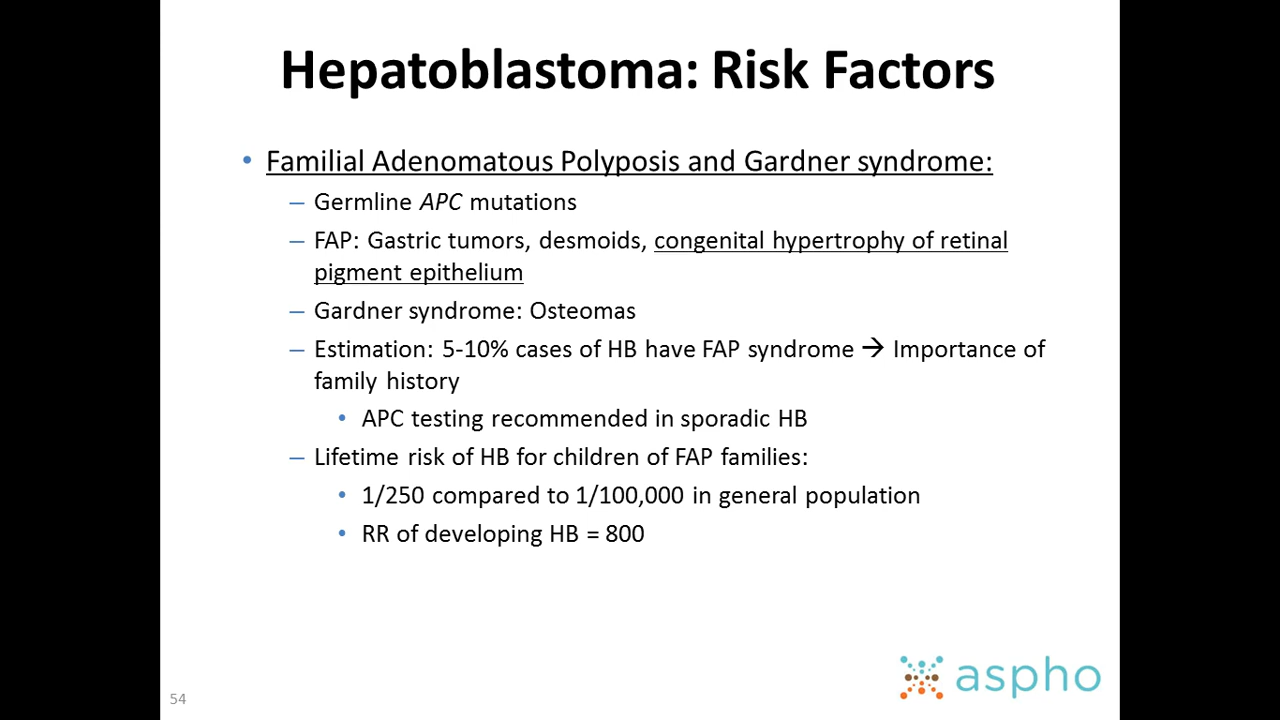 Hepatoblastoma: Risk Factors
• Familial Adenomatous Polyposis and Gardner syndrome:
– Germline APC mutations
– FAP: Gastric tumors, desmoids, congenital hypertrophy of retinal
pigment epithelium
– Gardner syndrome: Osteomas
– Estimation: 5-10% cases of HB have FAP syndrome → Importance of
family history
• APC testing recommended in sporadic HB
– Lifetime risk of HB for children of FAP families:
• 1/250 compared to 1/100,000 in general population
• RR of developing HB = 800
aspho
54